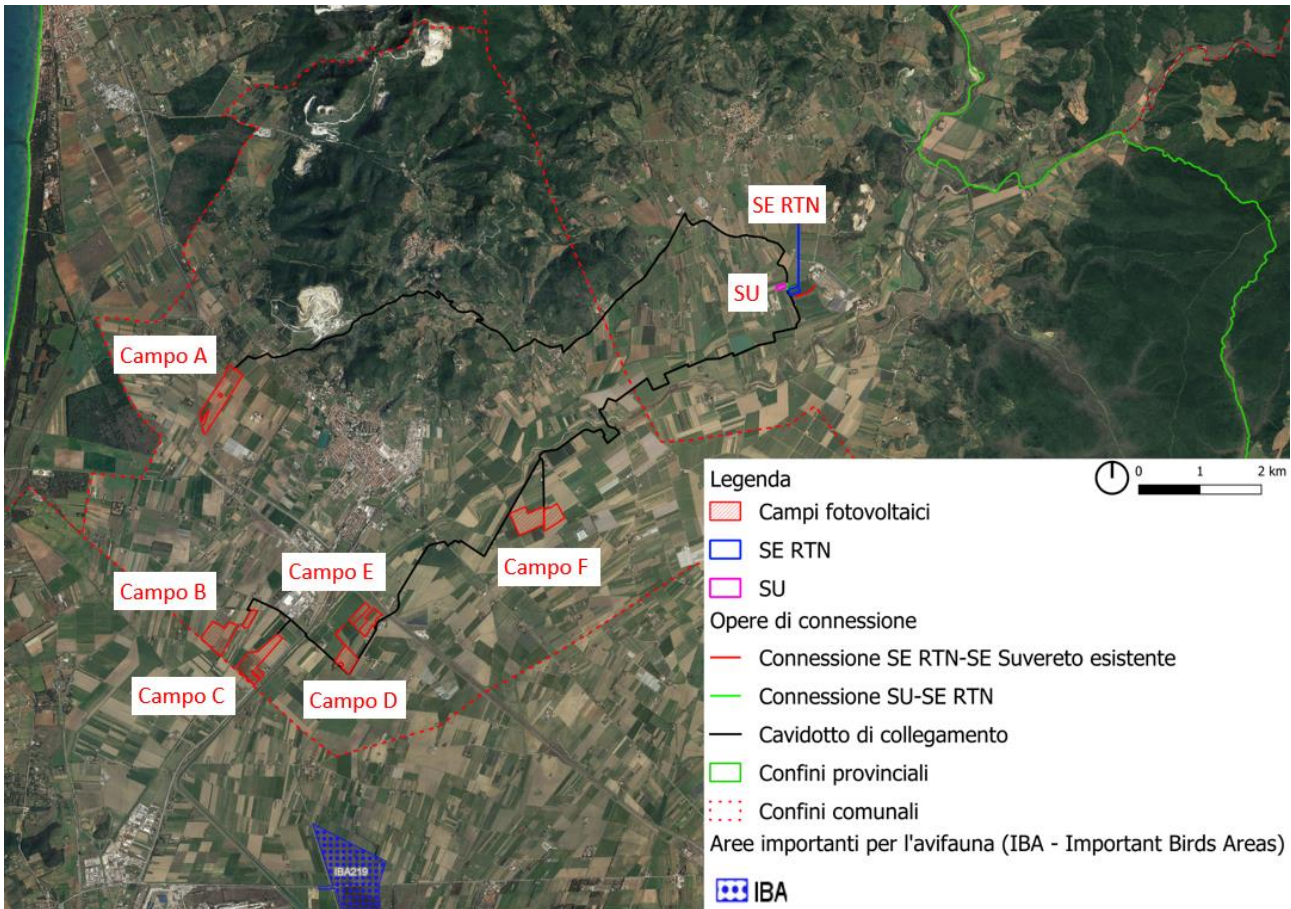 SE RTN
SU
Campo A
Campo E
Campo F
Campo B
Campo C
Campo D
IBA219
0 1 2 km
Legenda
Campi fotovoltaici
SE RTN
SU
Opere di connessione
Connessione SE RTN-SE Suvereto esistente
Connessione SU-SE RTN
Cavidotto di collegamento
Confini provinciali
Confini comunali
Aree importanti per l'avifauna (IBA - Important Birds Areas)
IBA